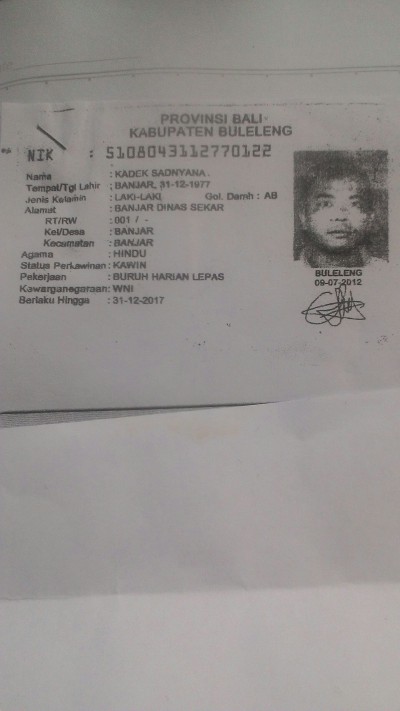 PROVINSI BALI
KABUPATEN BULELENG
NIK : 5108043112770122
Nama : KADEK SADNYANA.
Tempat/Tgl Lahir : BANJAR, 31-12-1977
Jenis Kelamin : LAKI-LAKI Gol. Darah : AB
Alamat : BANJAR DINAS SEKAR
RT/RW : 001 / -
Kel/Desa : BANJAR
Kecamatan : BANJAR
Agama : HINDU
Status Perkawinan : KAWIN
Pekerjaan : BURUH HARIAN LEPAS
Kewarganegaraan : WNI
Berlaku Hingga : 31-12-2017
BULELENG
09-07-2012